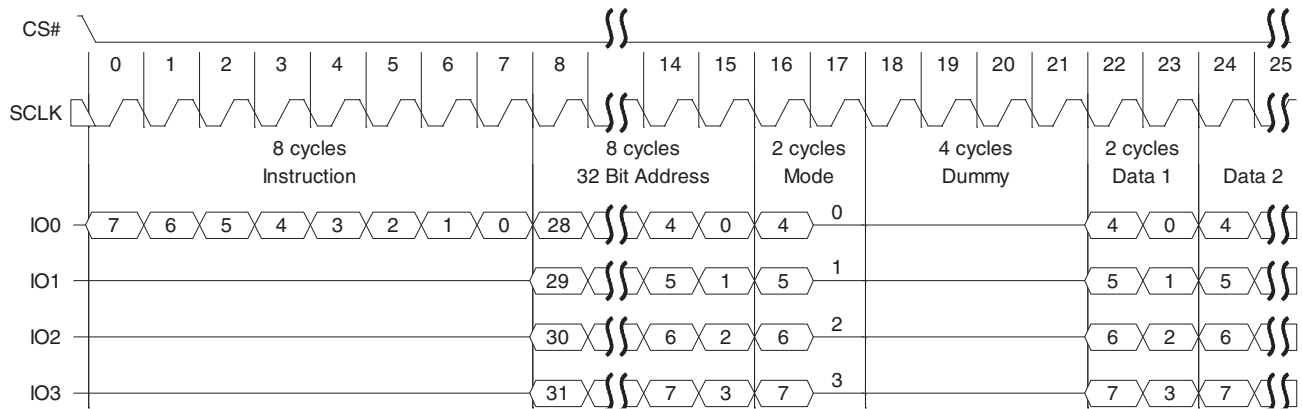 CS#
0 1 2 3 4 5 6 7 8 14 15 16 17 18 19 20 21 22 23 24 25
SCLK
8 cycles 8 cycles 2 cycles 4 cycles 2 cycles
Instruction 32 Bit Address Mode Dummy Data 1 Data 2
IO0 7 6 5 4 3 2 1 0 28 4 0 4 0 4 0 4
IO1 29 5 1 5 1 5 1 5
IO2 30 6 2 6 2 6 2 6
IO3 31 7 3 7 3 7 3 7